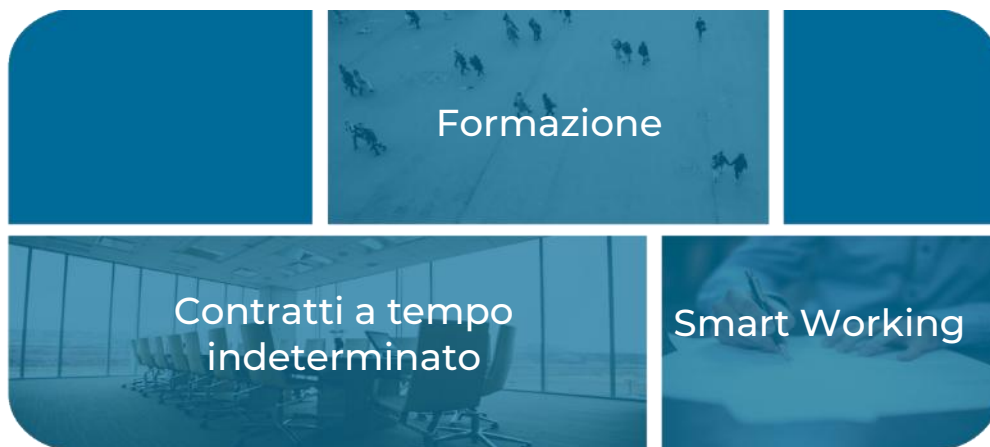 Formazione
Contratti a tempo
indeterminato
Smart Working